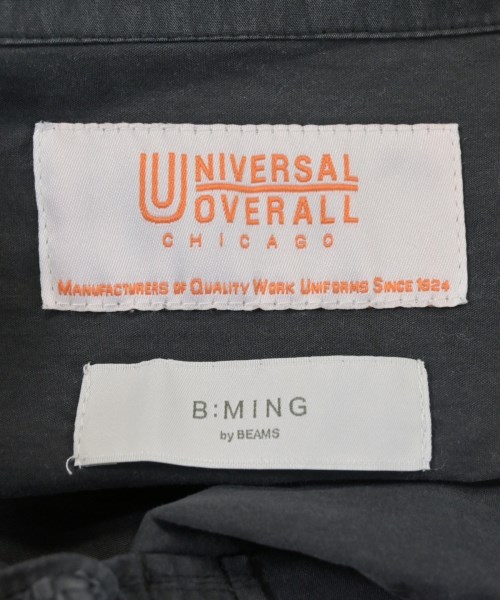 UNIVERSAL
OVERALL
CHICAGO
MANUFACTURERS OF QUALITY WORK UNIFORMS SINCE 1924
B:MING
by BEAMS